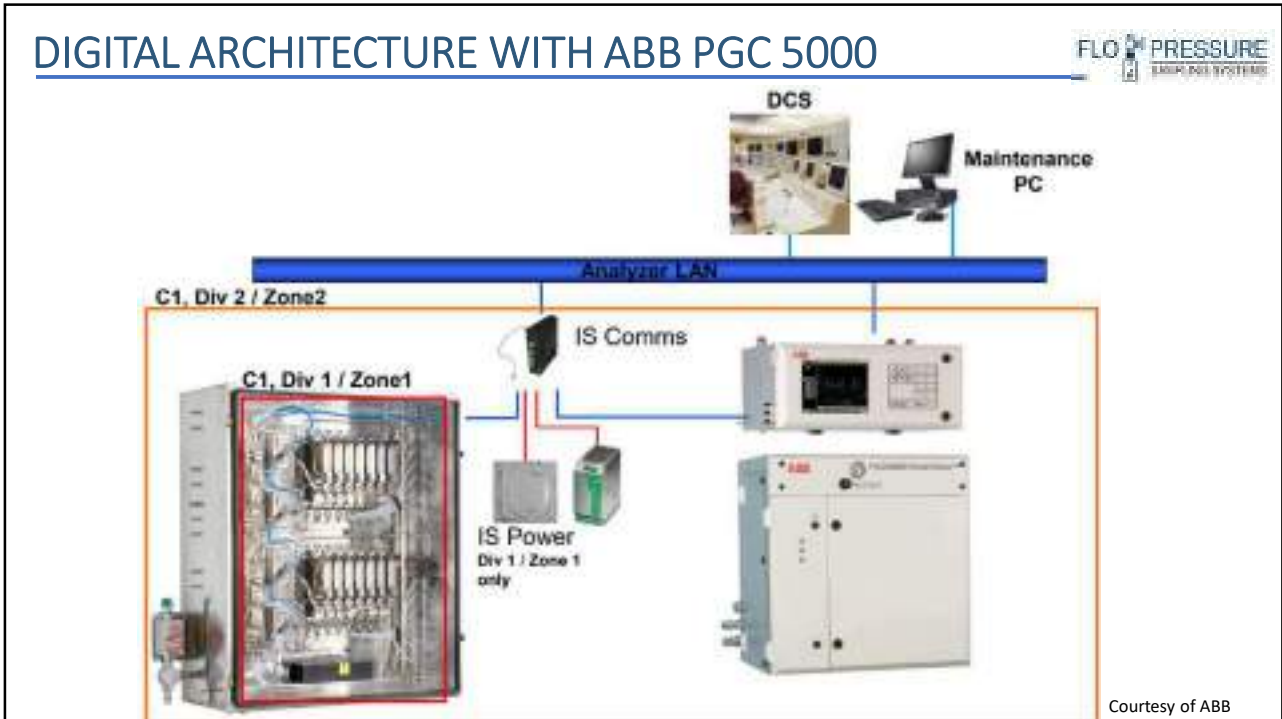 DIGITAL ARCHITECTURE WITH ABB PGC 5000
FLO PRESSURE
DCS
Maintenance
PC
Analyzer LAN
C1, Div 2 / Zone2
IS Comms
C1, Div 1 / Zone1
ABB
ABB
IS Power
Div 1 / Zone 1
only
Courtesy of ABB